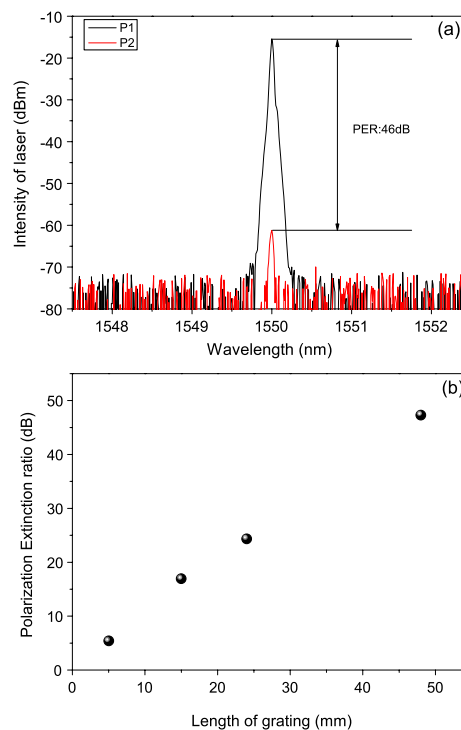 -10
P1
P2
(a)
-20
-30
-40
-50
-60
-70
-80
PER:46dB
Intensity of laser (dBm)
1548 1549 1550 1551 1552
Wavelength (nm)
(b)
50
40
30
20
10
0
Polarization Extinction ratio (dB)
0 10 20 30 40 50
Length of grating (mm)